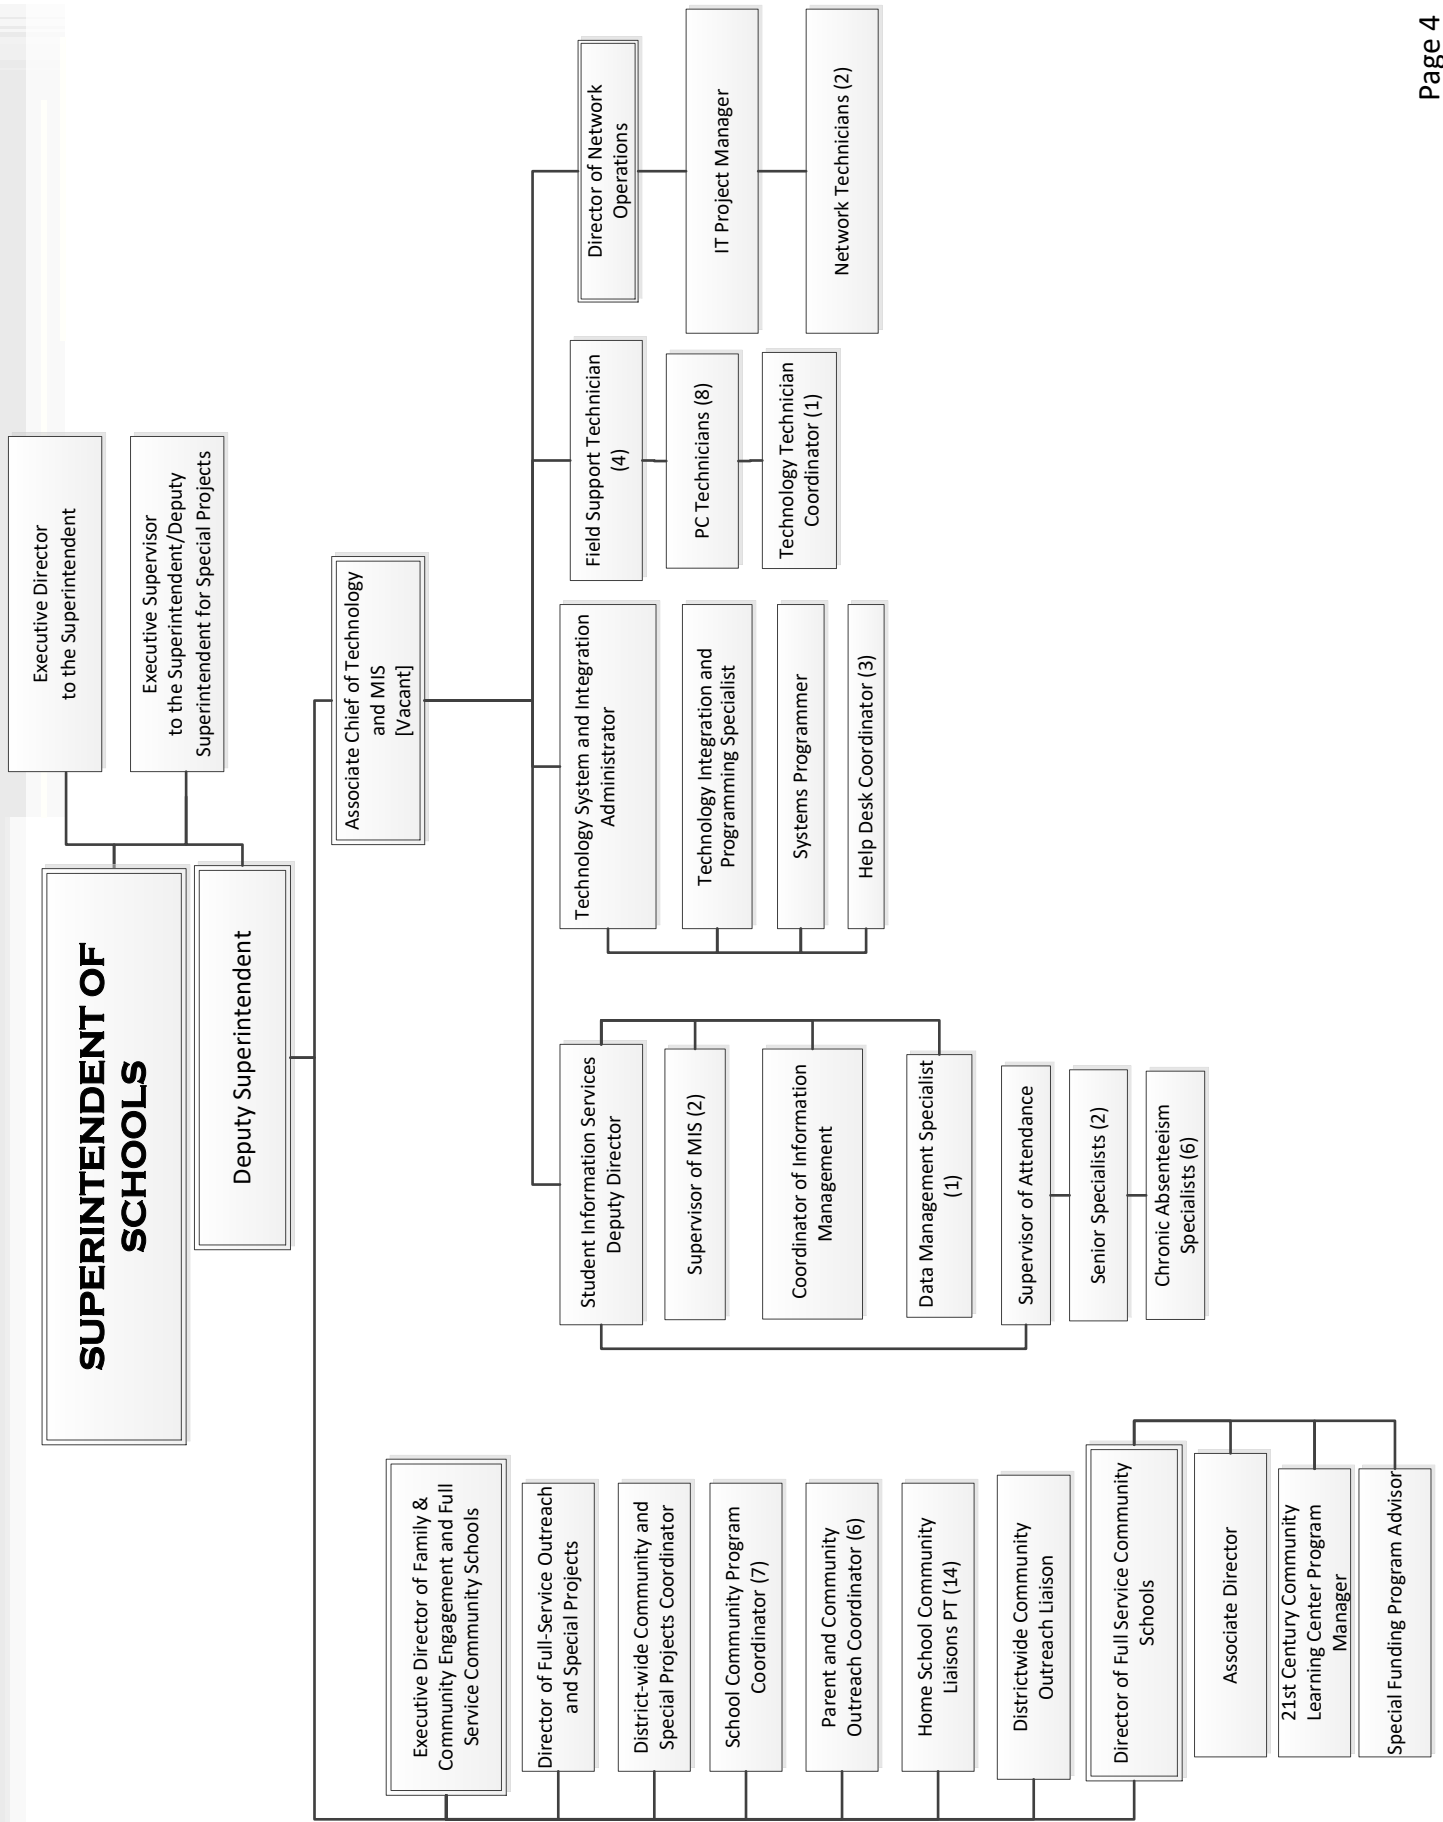 SUPERINTENDENT OF
SCHOOLS
Deputy Superintendent
Executive Director
to the Superintendent
Executive Supervisor
to the Superintendent/Deputy
Superintendent for Special Projects
Executive Director of Family &
Community Engagement and Full
Service Community Schools
Director of Full-Service Outreach
and Special Projects
District-wide Community and
Special Projects Coordinator
School Community Program
Coordinator (7)
Parent and Community
Outreach Coordinator (6)
Home School Community
Liaisons PT (14)
Districtwide Community
Outreach Liaison
Director of Full Service Community
Schools
Associate Director
21st Century Community
Learning Center Program
Manager
Special Funding Program Advisor
Associate Chief of Technology
and MIS
[Vacant]
Student Information Services
Deputy Director
Supervisor of MIS (2)
Coordinator of Information
Management
Data Management Specialist
(1)
Supervisor of Attendance
Senior Specialists (2)
Chronic Absenteeism
Specialists (6)
Technology System and Integration
Administrator
Technology Integration and
Programming Specialist
Systems Programmer
Help Desk Coordinator (3)
Field Support Technician
(4)
PC Technicians (8)
Technology Technician
Coordinator (1)
Director of Network
Operations
IT Project Manager
Network Technicians (2)
Page 4